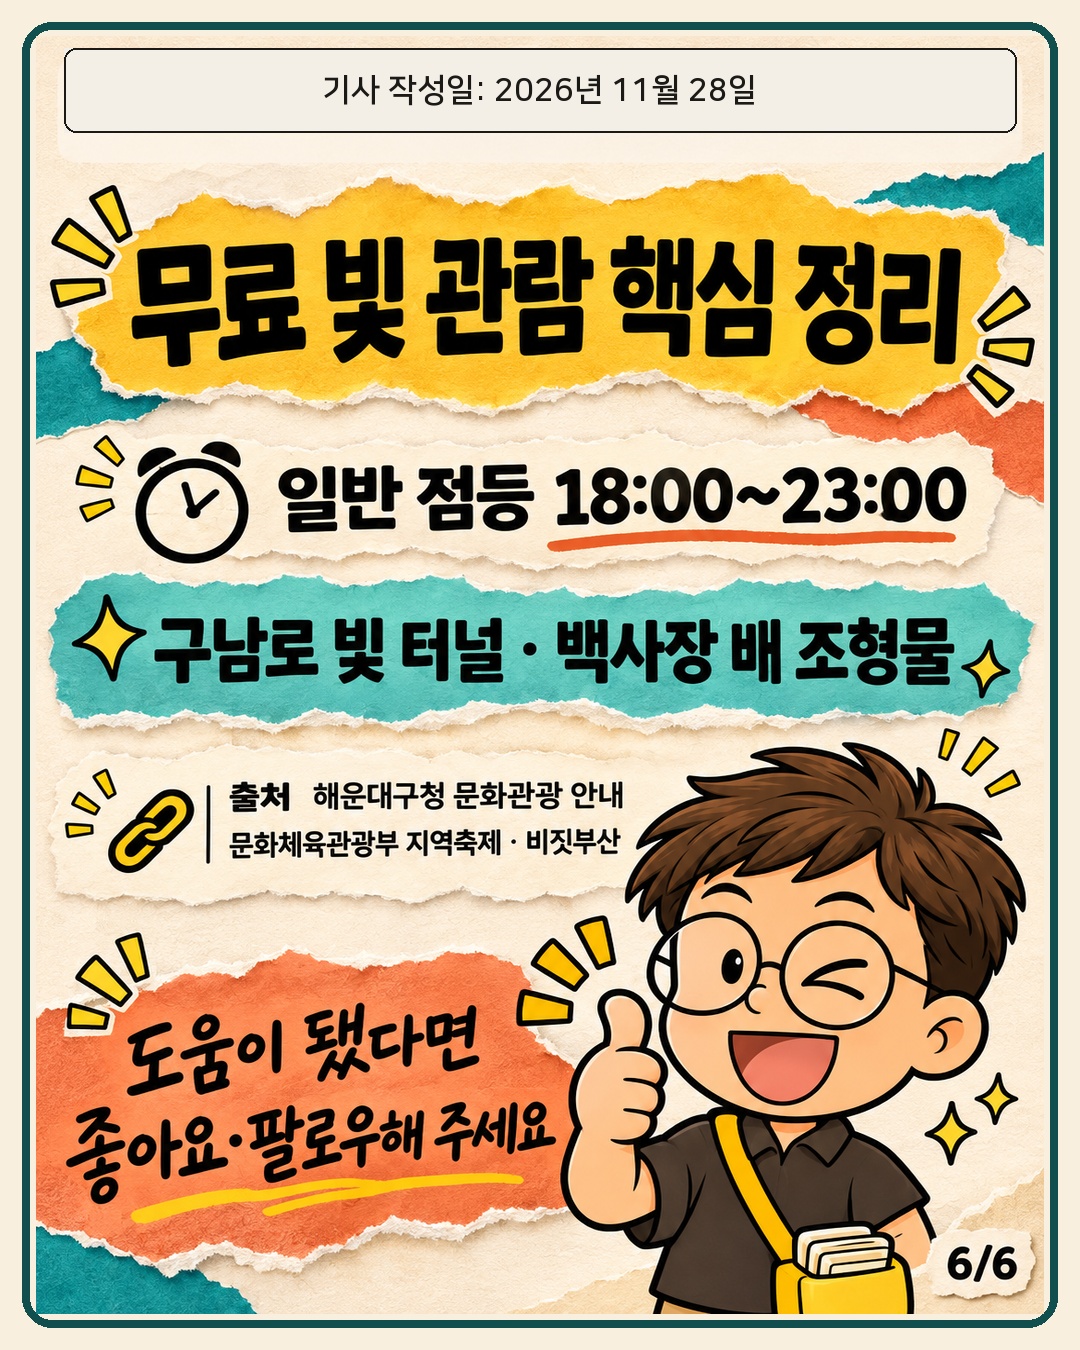 기사 작성일: 2026년 11월 28일
무료 빛 관람 핵심 정리
일반 점등 18:00~23:00
구남로 빛 터널 · 백사장 배 조형물
출처 해운대구청 문화관광 안내
문화체육관광부 지역축제 · 비짓부산
도움이 됐다면
좋아요·팔로우해 주세요
6/6